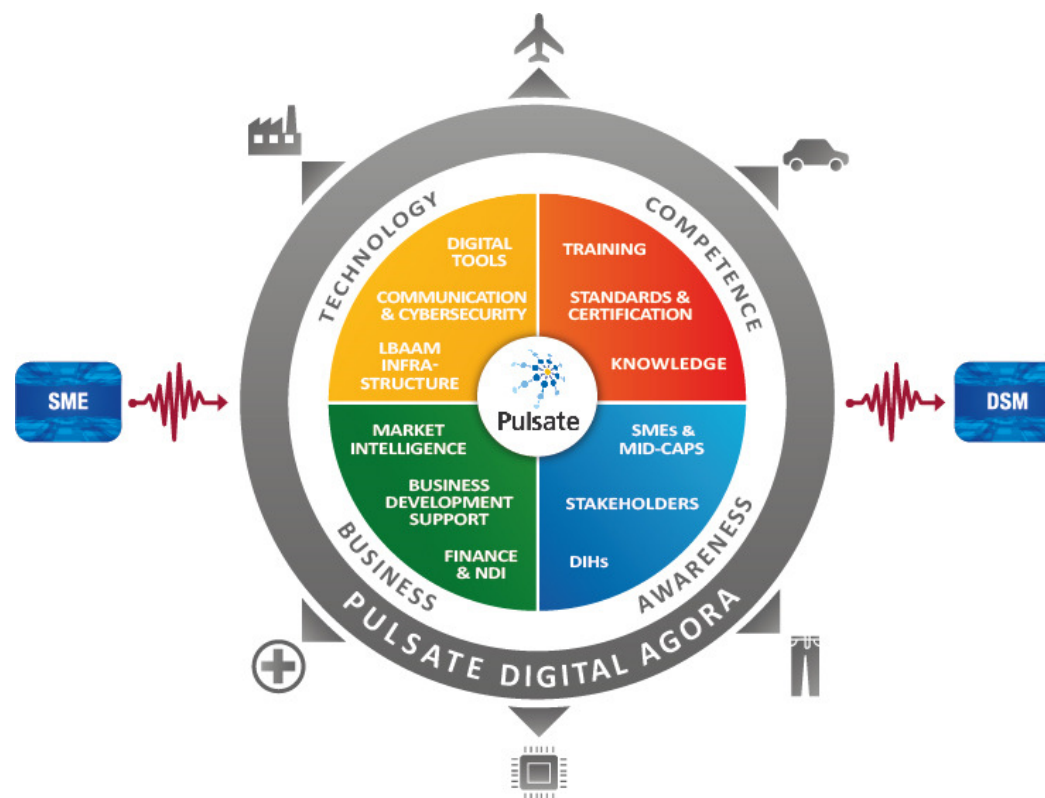 TECHNOLOGY
COMPETENCE
DIGITAL
TOOLS
COMMUNICATION
& CYBERSECURITY
LBAAM
INFRA-
STRUCTURE
TRAINING
STANDARDS &
CERTIFICATION
KNOWLEDGE
SME
Pulsate
DSM
MARKET
INTELLIGENCE
BUSINESS
DEVELOPMENT
SUPPORT
FINANCE
& NDI
SMEs &
MID-CAPS
STAKEHOLDERS
DIHs
BUSINESS
AWARENESS
PULSATE DIGITAL AGORA